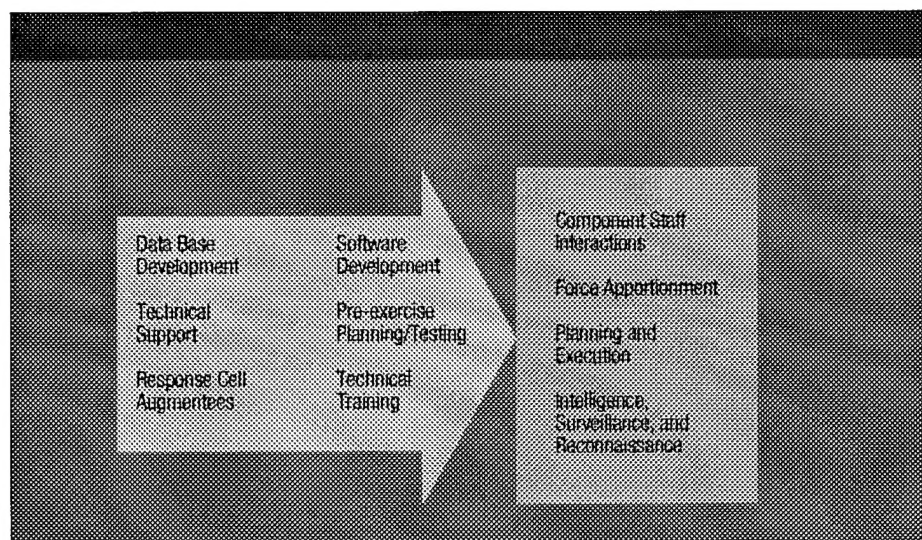 Data Base
Development
Technical
Support
Response Cell
Augmentees
Software
Development
Pre-exercise
Planning/Testing
Technical
Training
Component Staff
Interactions
Force Apportionment
Planning and
Execution
Intelligence,
Surveillance, and
Reconnaissance